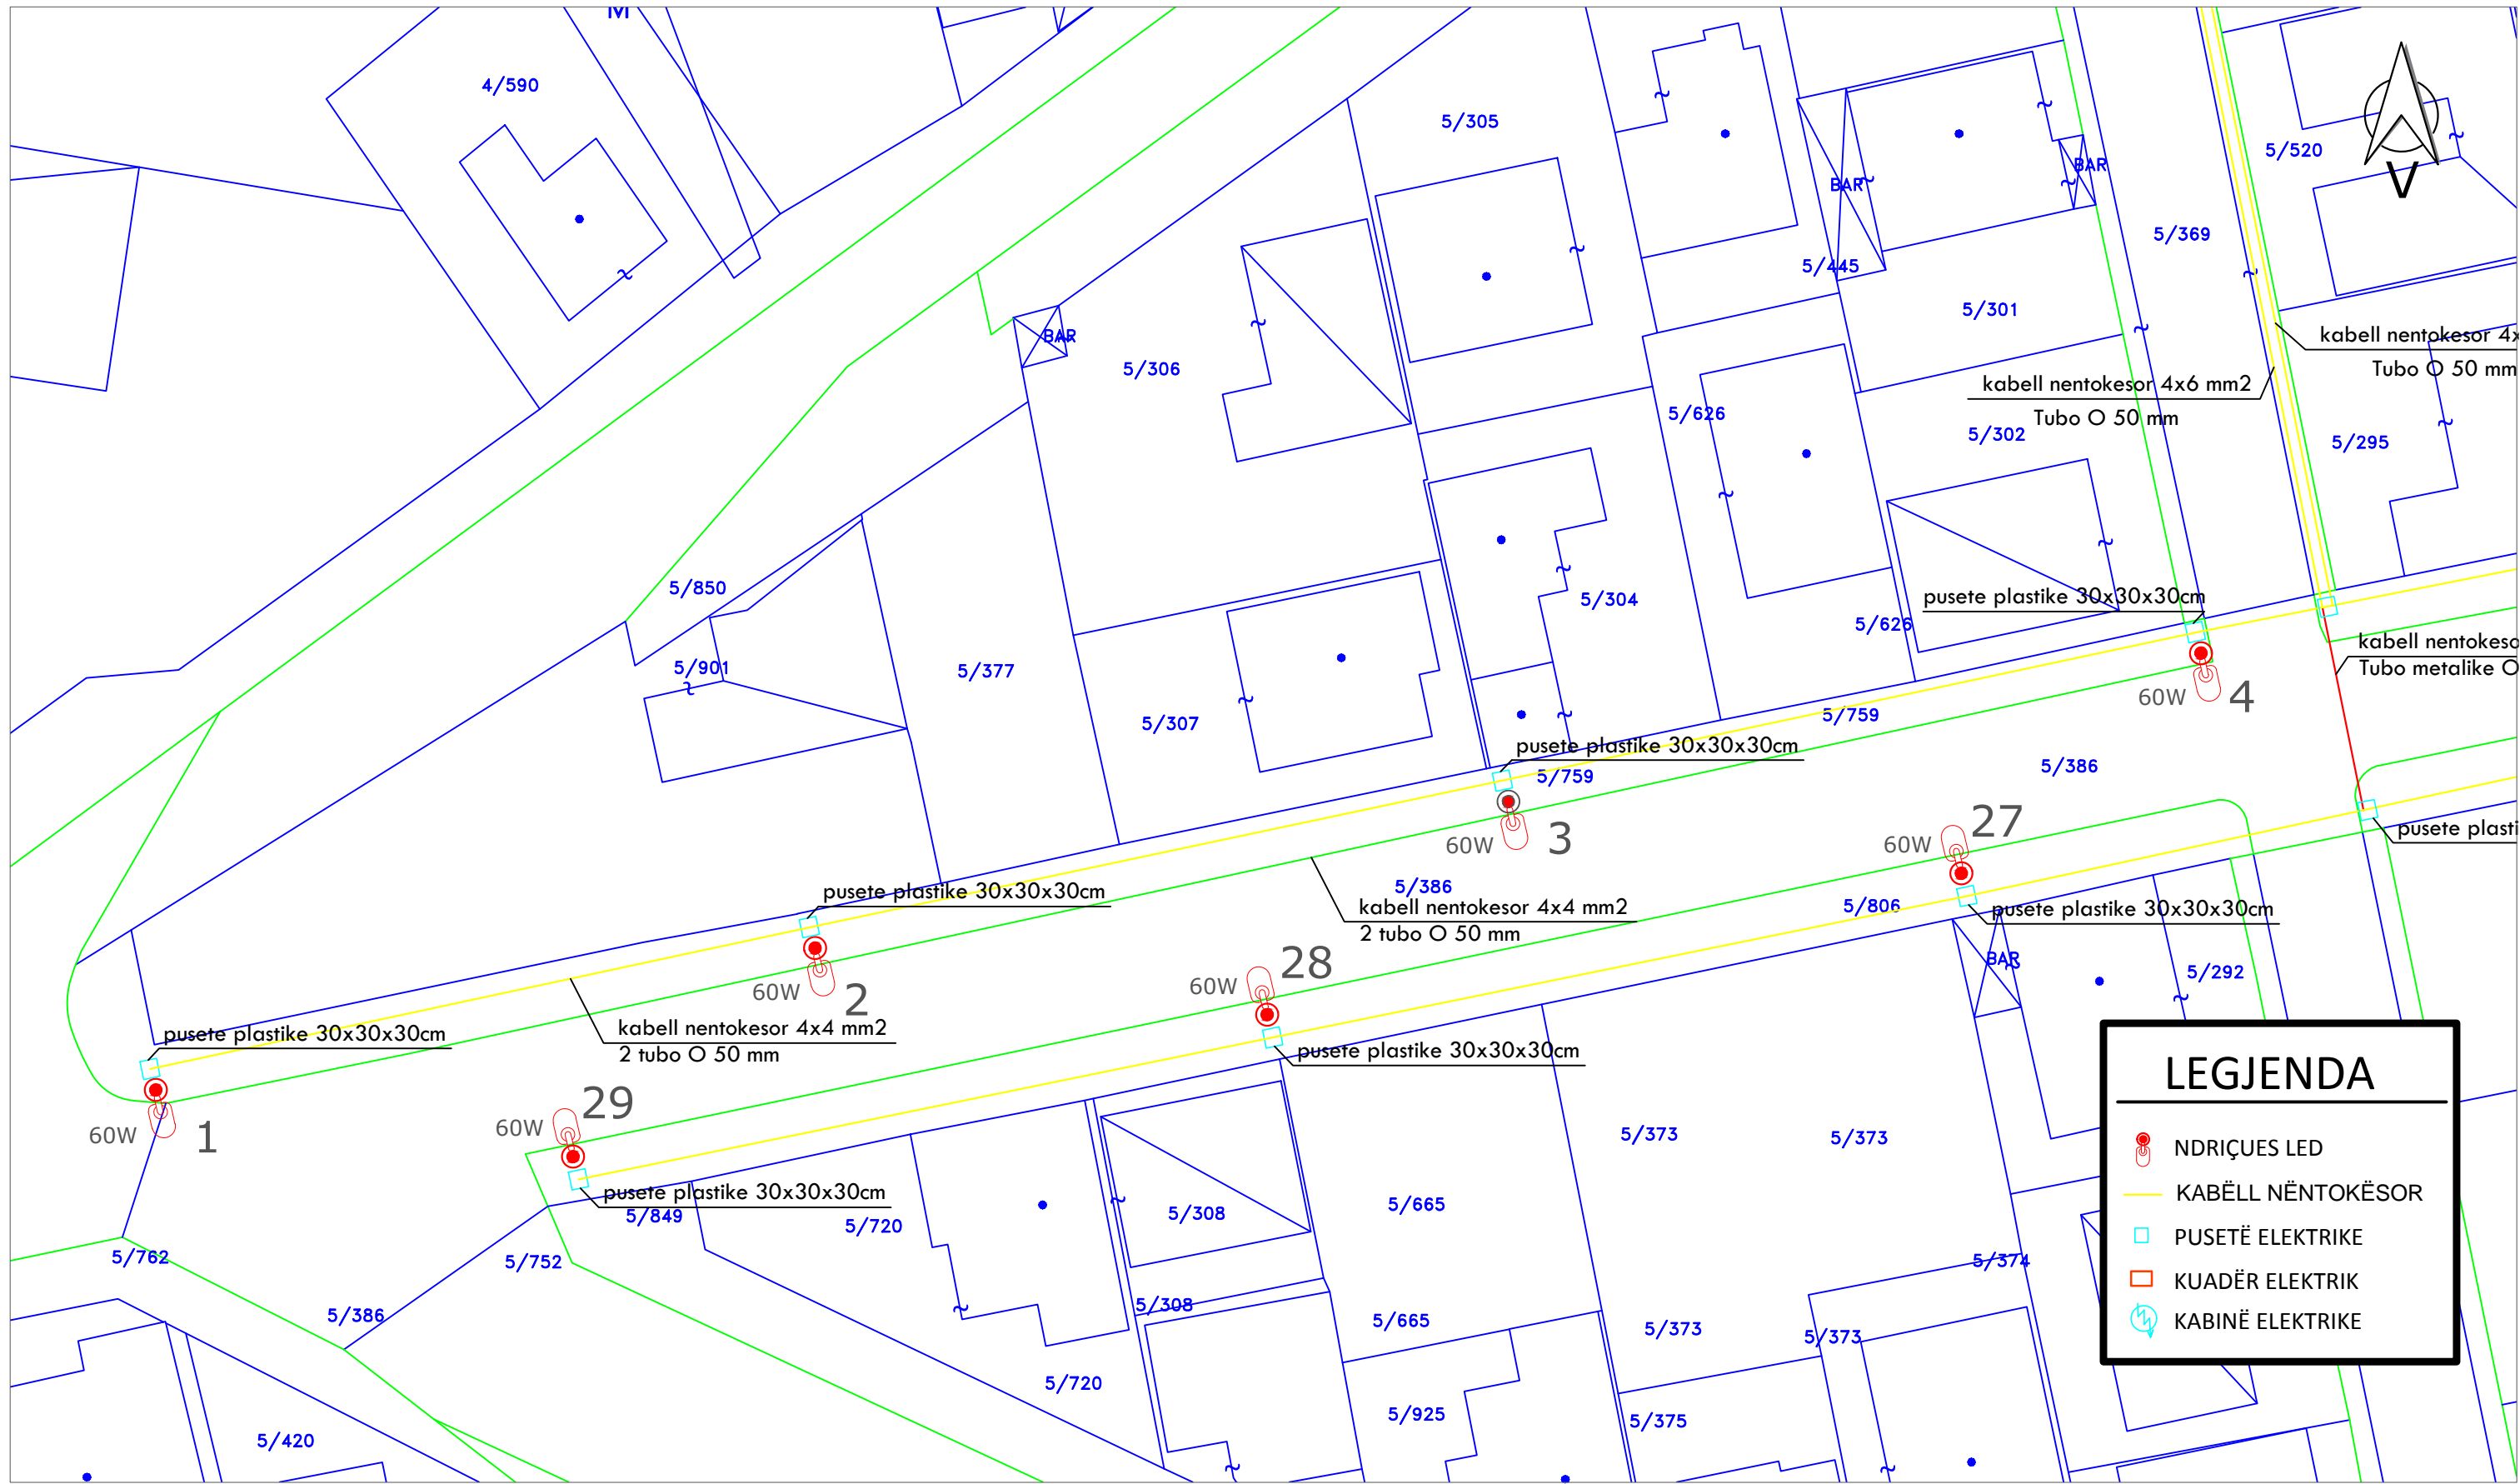 4/590
5/305
BAR
BAR
5/520
V
5/369
5/445
5/301
BAR
kabell nentokesor 4x
Tubo O 50 mm
5/306
kabell nentokesor 4x6 mm2
Tubo O 50 mm
5/626
5/302
5/295
5/850
pusete plastike 30x30x30cm
5/304
5/626
5/901
5/377
kabell nentokeso
Tubo metalike O
60W
4
5/307
5/759
pusete plastike 30x30x30cm
5/759
5/386
60W
3
60W
27
pusete plasti
pusete plastike 30x30x30cm
5/386
kabell nentokesor 4x4 mm2
2 tubo O 50 mm
5/806
pusete plastike 30x30x30cm
60W
2
60W
28
BAR
5/292
pusete plastike 30x30x30cm
kabell nentokesor 4x4 mm2
2 tubo O 50 mm
pusete plastike 30x30x30cm
60W
1
60W
29
5/373
5/373
pusete plastike 30x30x30cm
5/849
5/720
5/308
5/665
5/762
5/752
5/374
5/386
5/308
5/665
5/373
5/373
5/720
5/925
5/375
5/420
LEGJENDA
NDRIÇUES LED
KABËLL NËNTOKËSOR
PUSETË ELEKTRIKE
KUADËR ELEKTRIK
KABINË ELEKTRIKE